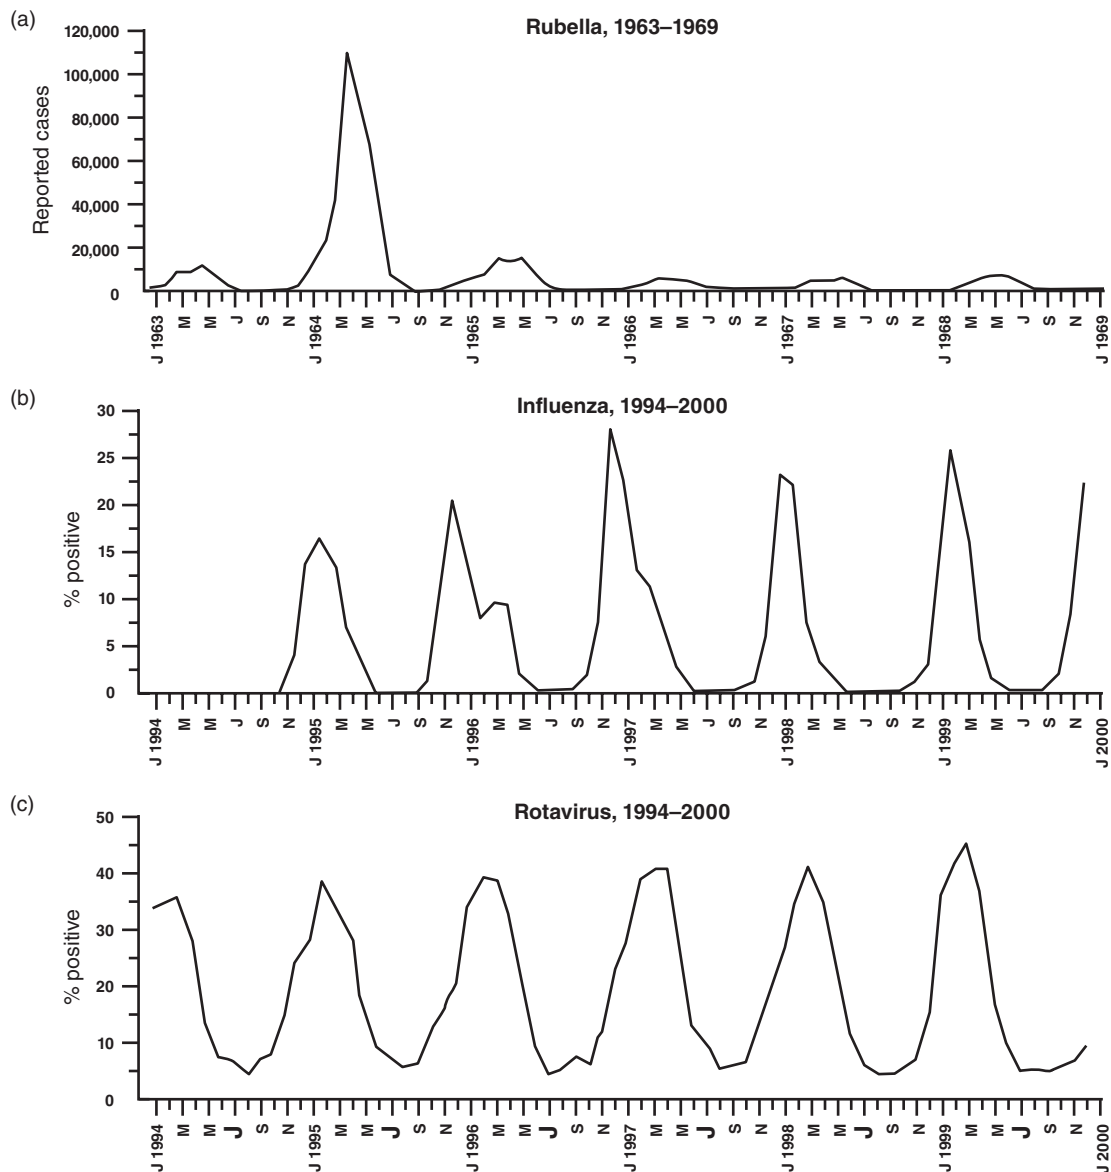 (a)
Rubella, 1963–1969
Reported cases
120,000
100,000
80,000
60,000
40,000
20,000
0
J 1963 M M J S N J 1964 M M J S N J 1965 M M J S N J 1966 M M J S N J 1967 M M J S N J 1968 M M J S N J 1969
(b)
Influenza, 1994–2000
% positive
30
25
20
15
10
5
0
J 1994 M M J S N J 1995 M M J S N J 1996 M M J S N J 1997 M M J S N J 1998 M M J S N J 1999 M M J S N J 2000
(c)
Rotavirus, 1994–2000
% positive
50
40
30
20
10
0
J 1994 M M J S N J 1995 M M J S N J 1996 M M J S N J 1997 M M J S N J 1998 M M J S N J 1999 M M J S N J 2000